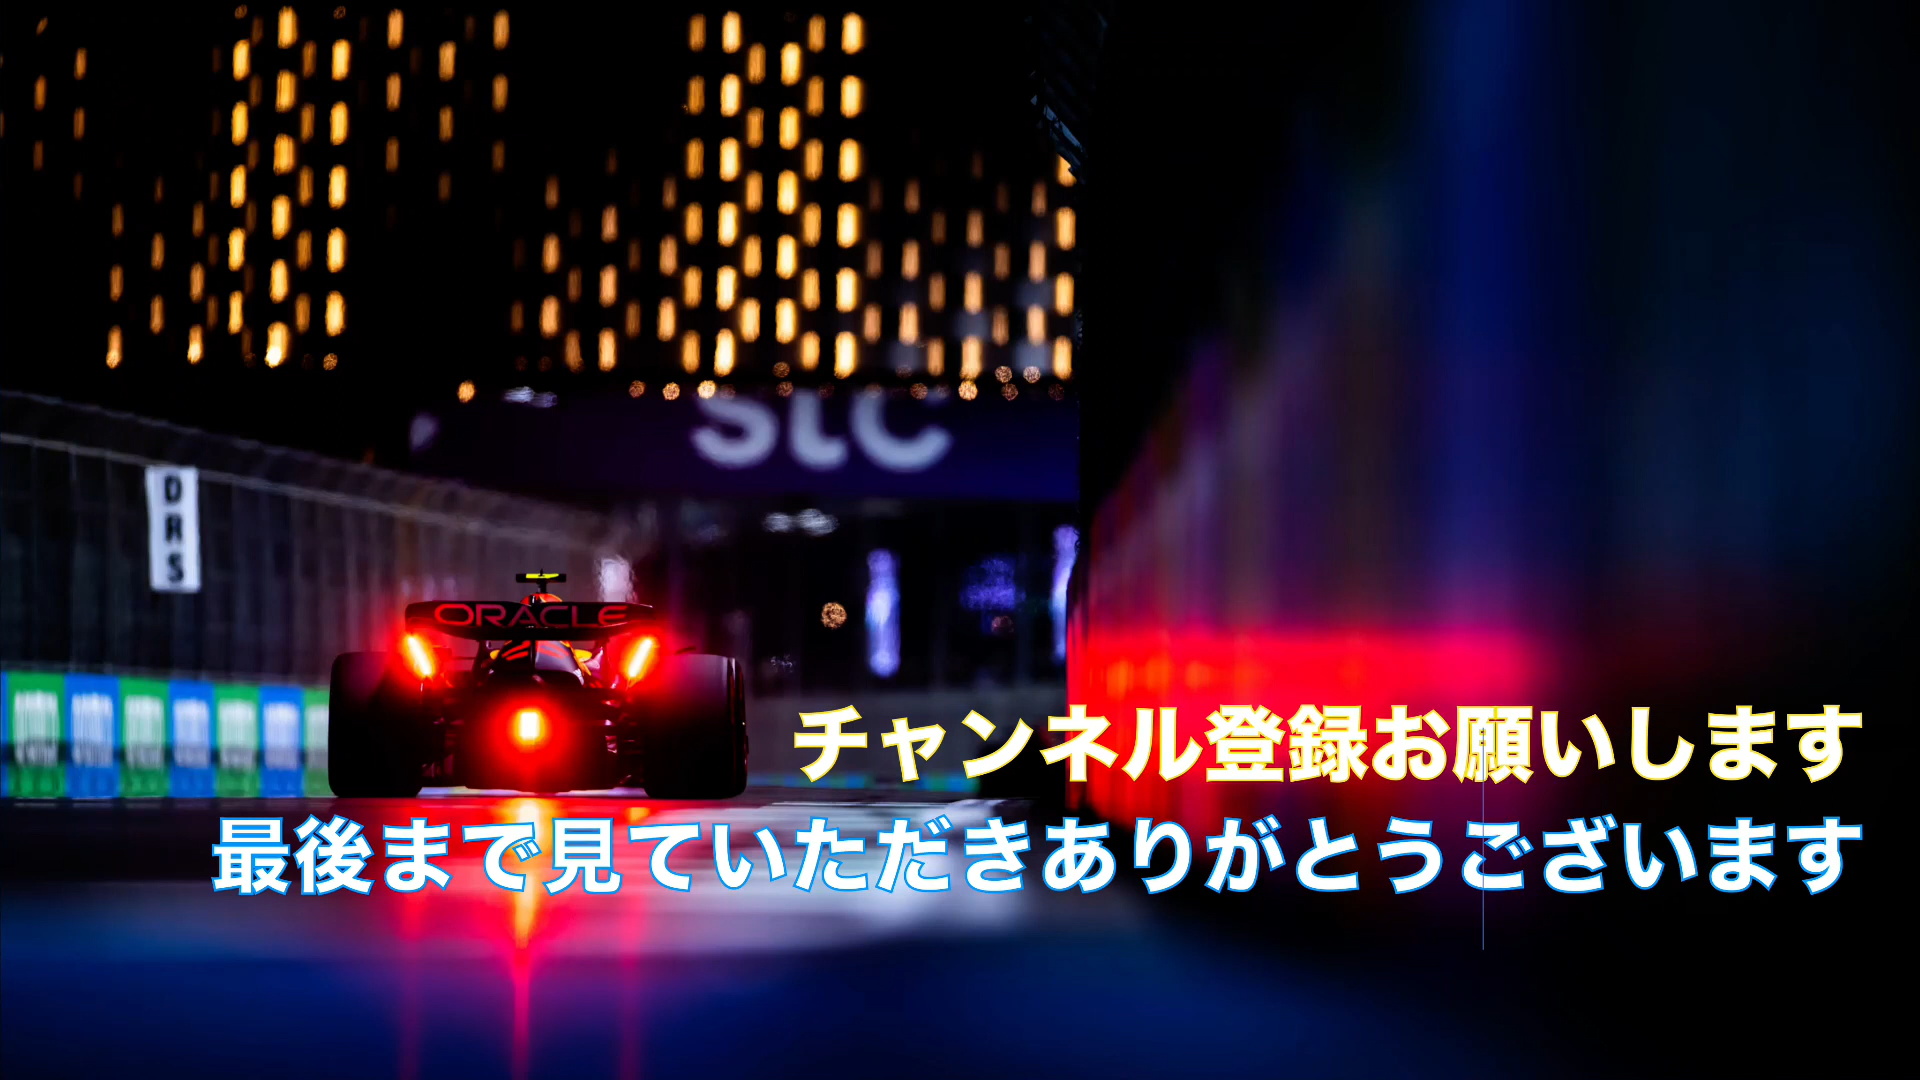 stc
DRS
ORACLE
チャンネル登録お願いします
最後まで見ていただきありがとうございます